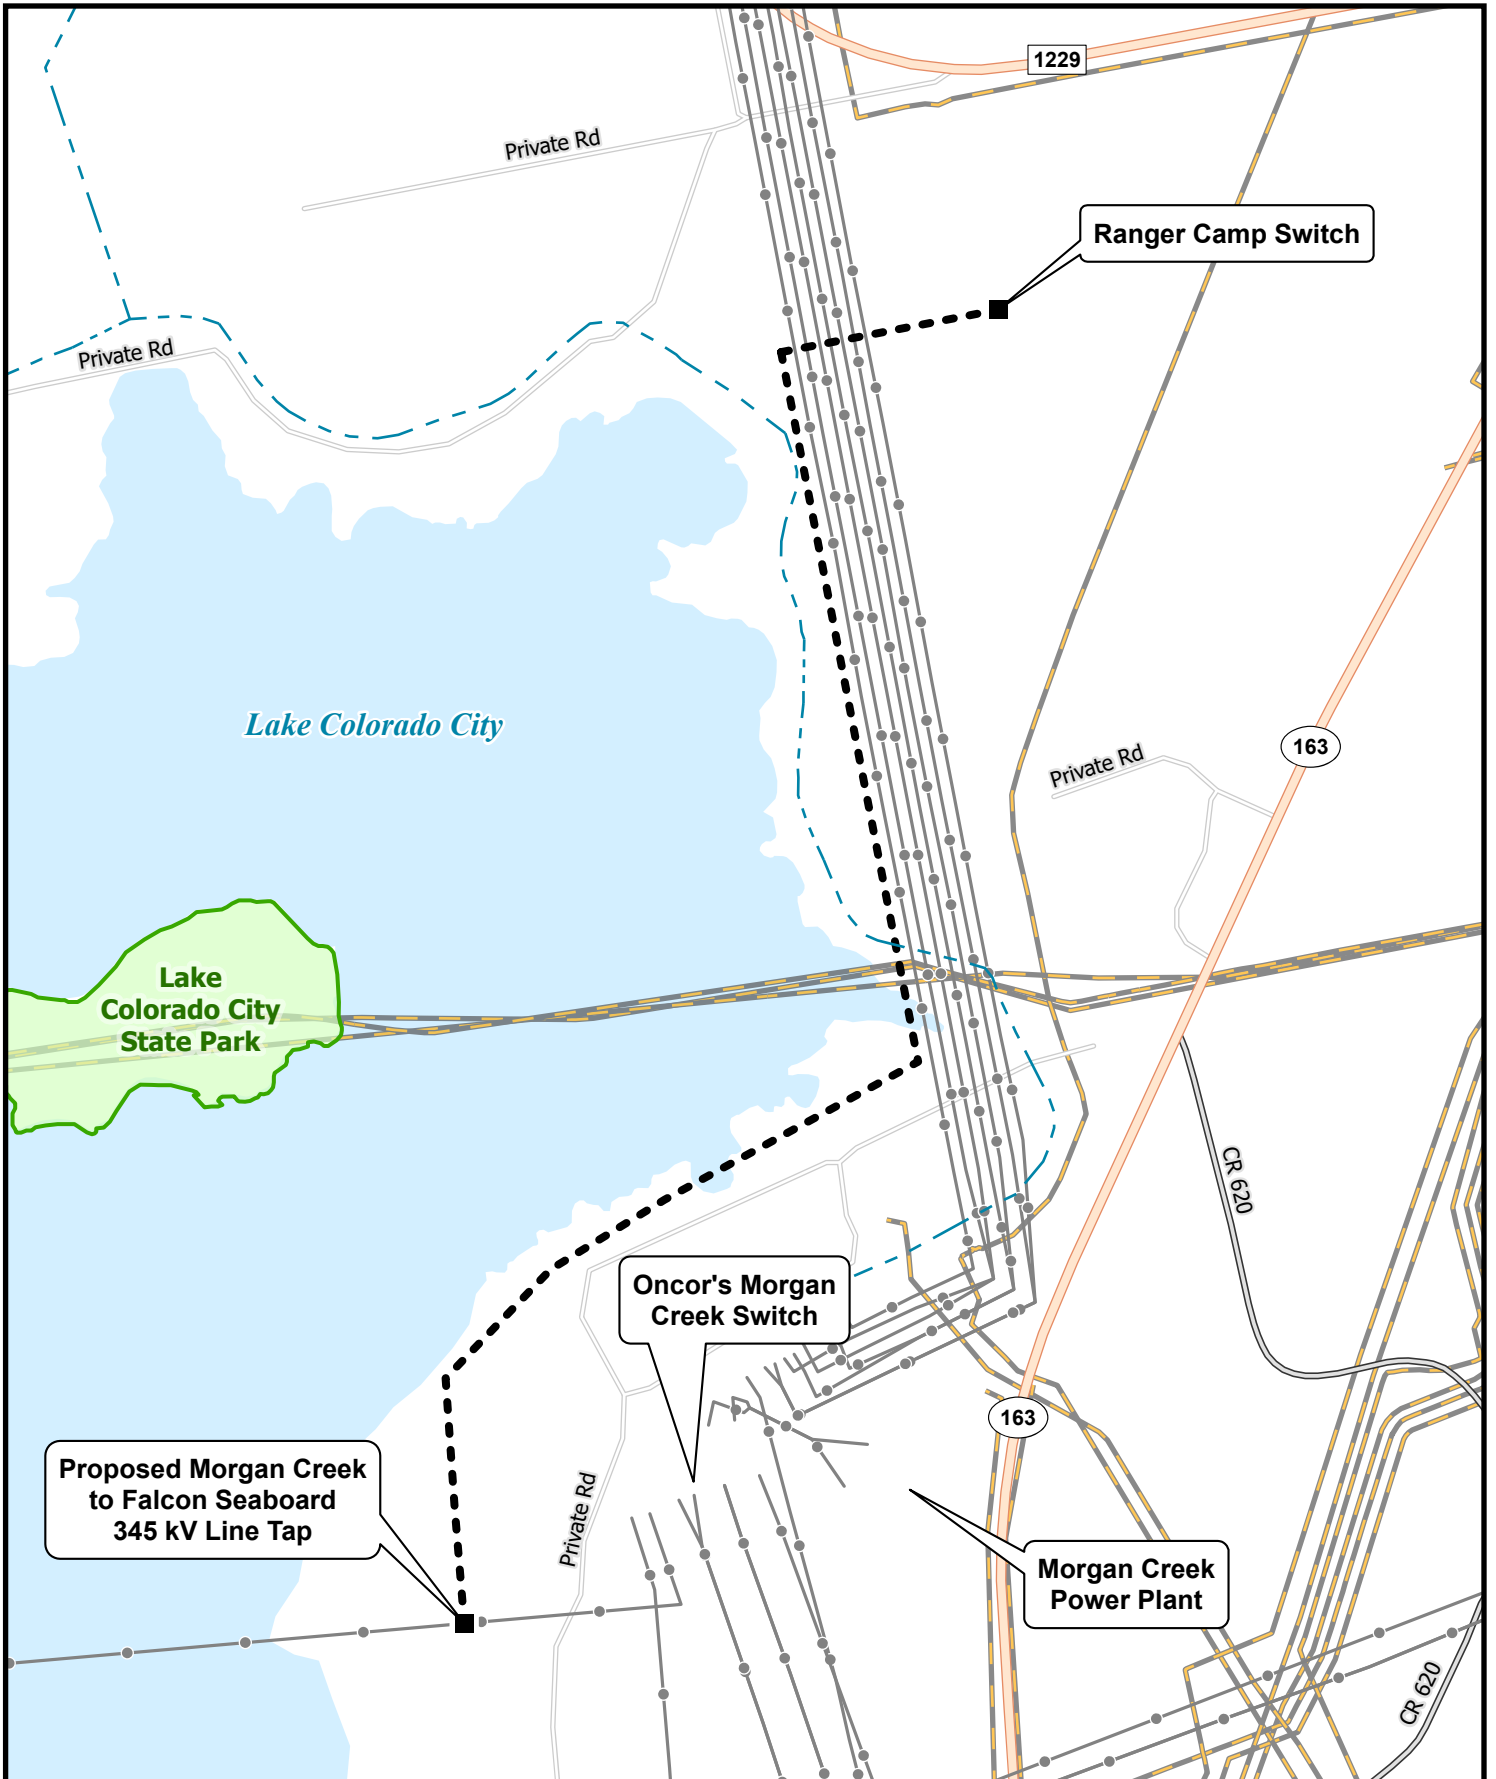 1229
Private Rd
Ranger Camp Switch
Private Rd
Lake Colorado City
163
Private Rd
Lake
Colorado City
State Park
CR 620
Oncor's Morgan
Creek Switch
163
Proposed Morgan Creek
to Falcon Seaboard
345 kV Line Tap
Private Rd
Morgan Creek
Power Plant
CR 620